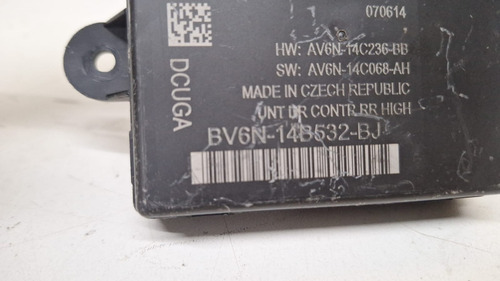 070614
HW: AV6N-14C236-BB
SW: AV6N-14C068-AH
MADE IN CZECH REPUBLIC
UNT DR CONTR RR HIGH
BV6N-14B532-BJ
DCUGA